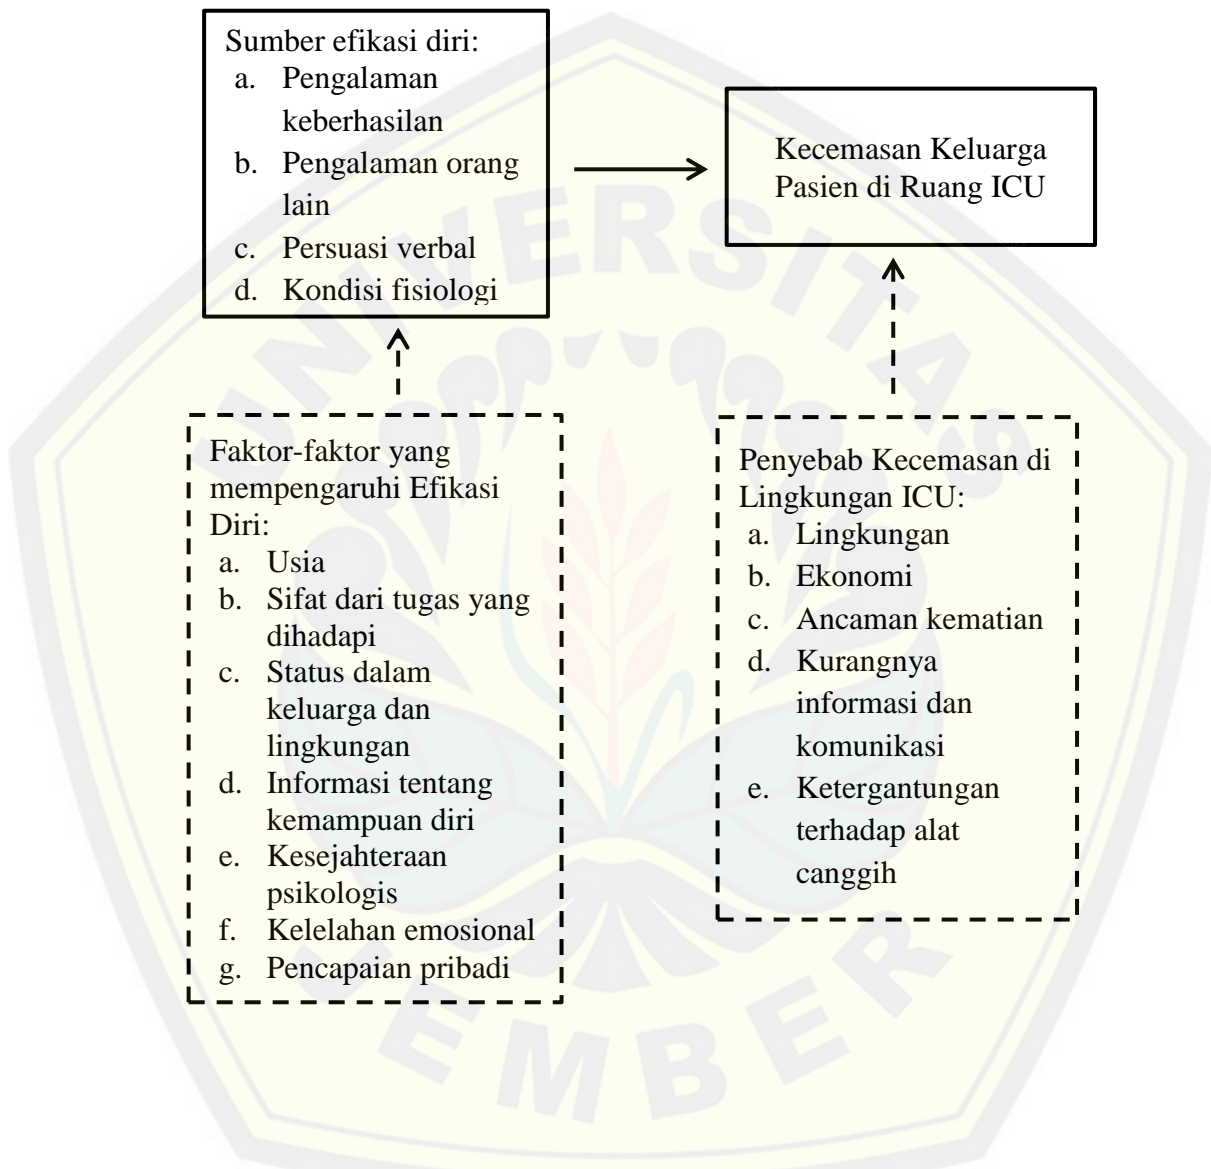 Sumber efikasi diri:
a. Pengalaman
keberhasilan
b. Pengalaman orang
lain
c. Persuasi verbal
d. Kondisi fisiologi
Kecemasan Keluarga
Pasien di Ruang ICU
Faktor-faktor yang
mempengaruhi Efikasi
Diri:
a. Usia
b. Sifat dari tugas yang
dihadapi
c. Status dalam
keluarga dan
lingkungan
d. Informasi tentang
kemampuan diri
e. Kesejahteraan
psikologis
f. Kelelahan emosional
g. Pencapaian pribadi
Penyebab Kecemasan di
Lingkungan ICU:
a. Lingkungan
b. Ekonomi
c. Ancaman kematian
d. Kurangnya
informasi dan
komunikasi
e. Ketergantungan
terhadap alat
canggih
UNIVERSITAS
JEMBER